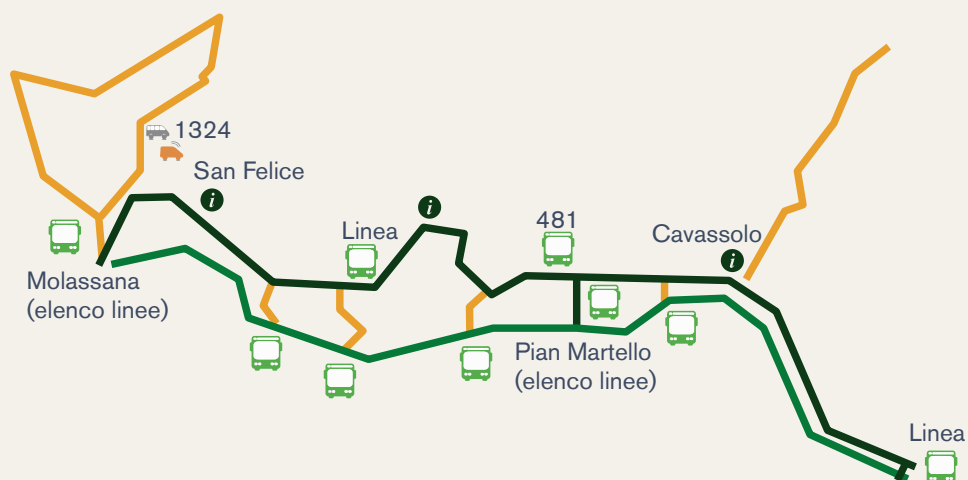 1324
San Felice
i
i
Linea
481
Cavassolo
i
Molassana
(elenco linee)
Pian Martello
(elenco linee)
Linea